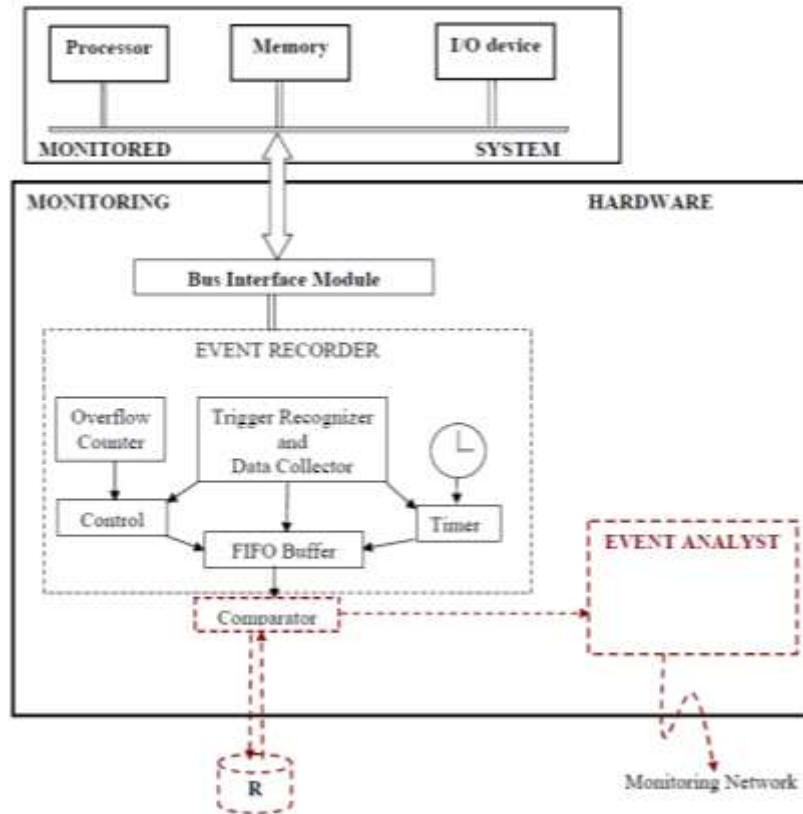 Processor
Memory
I/O device
MONITORED
SYSTEM
MONITORING
HARDWARE
Bus Interface Module
EVENT RECORDER
Overflow
Counter
Trigger Recognizer
and
Data Collector
Control
Timer
FIFO Buffer
EVENT ANALYST
Comparator
R
Monitoring Network